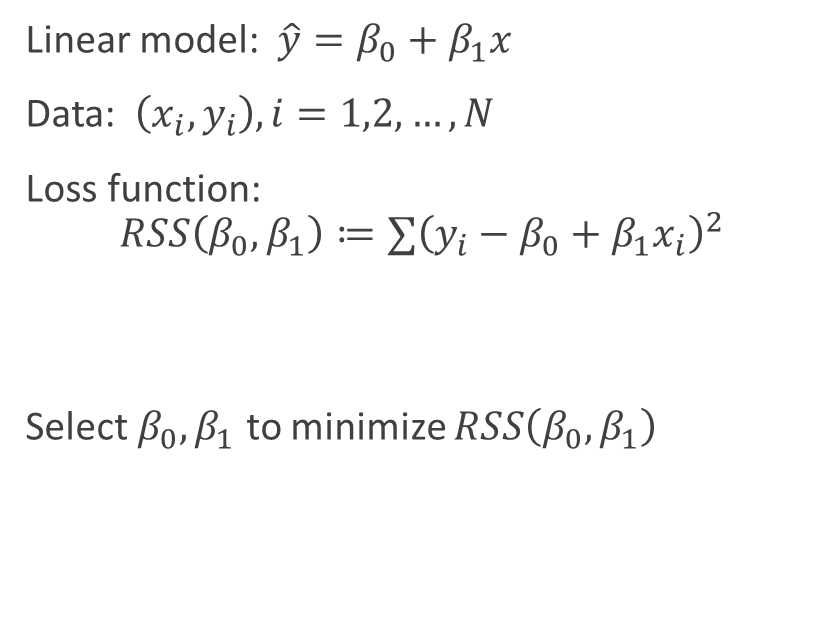 Linear model: ŷ = β₀ + β₁x
Data: (xᵢ, yᵢ), i = 1,2, … , N
Loss function:
RSS(β₀, β₁) ≔ ∑(yᵢ − β₀ + β₁xᵢ)²
Select β₀, β₁ to minimize RSS(β₀, β₁)